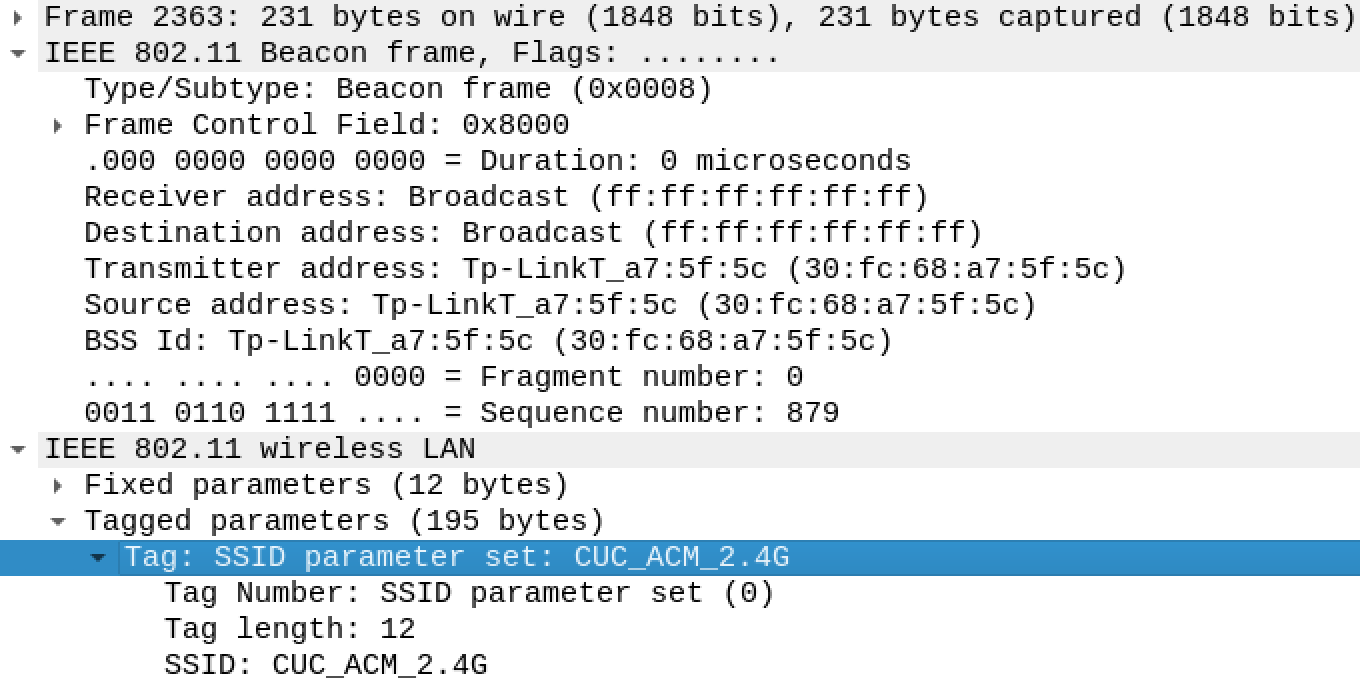 Frame 2363: 231 bytes on wire (1848 bits), 231 bytes captured (1848 bits)
IEEE 802.11 Beacon frame, Flags: ........
Type/Subtype: Beacon frame (0x0008)
Frame Control Field: 0x8000
.000 0000 0000 0000 = Duration: 0 microseconds
Receiver address: Broadcast (ff:ff:ff:ff:ff:ff)
Destination address: Broadcast (ff:ff:ff:ff:ff:ff)
Transmitter address: Tp-LinkT_a7:5f:5c (30:fc:68:a7:5f:5c)
Source address: Tp-LinkT_a7:5f:5c (30:fc:68:a7:5f:5c)
BSS Id: Tp-LinkT_a7:5f:5c (30:fc:68:a7:5f:5c)
.... .... .... 0000 = Fragment number: 0
0011 0110 1111 .... = Sequence number: 879
IEEE 802.11 wireless LAN
Fixed parameters (12 bytes)
Tagged parameters (195 bytes)
Tag: SSID parameter set: CUC_ACM_2.4G
Tag Number: SSID parameter set (0)
Tag length: 12
SSID: CUC_ACM_2.4G